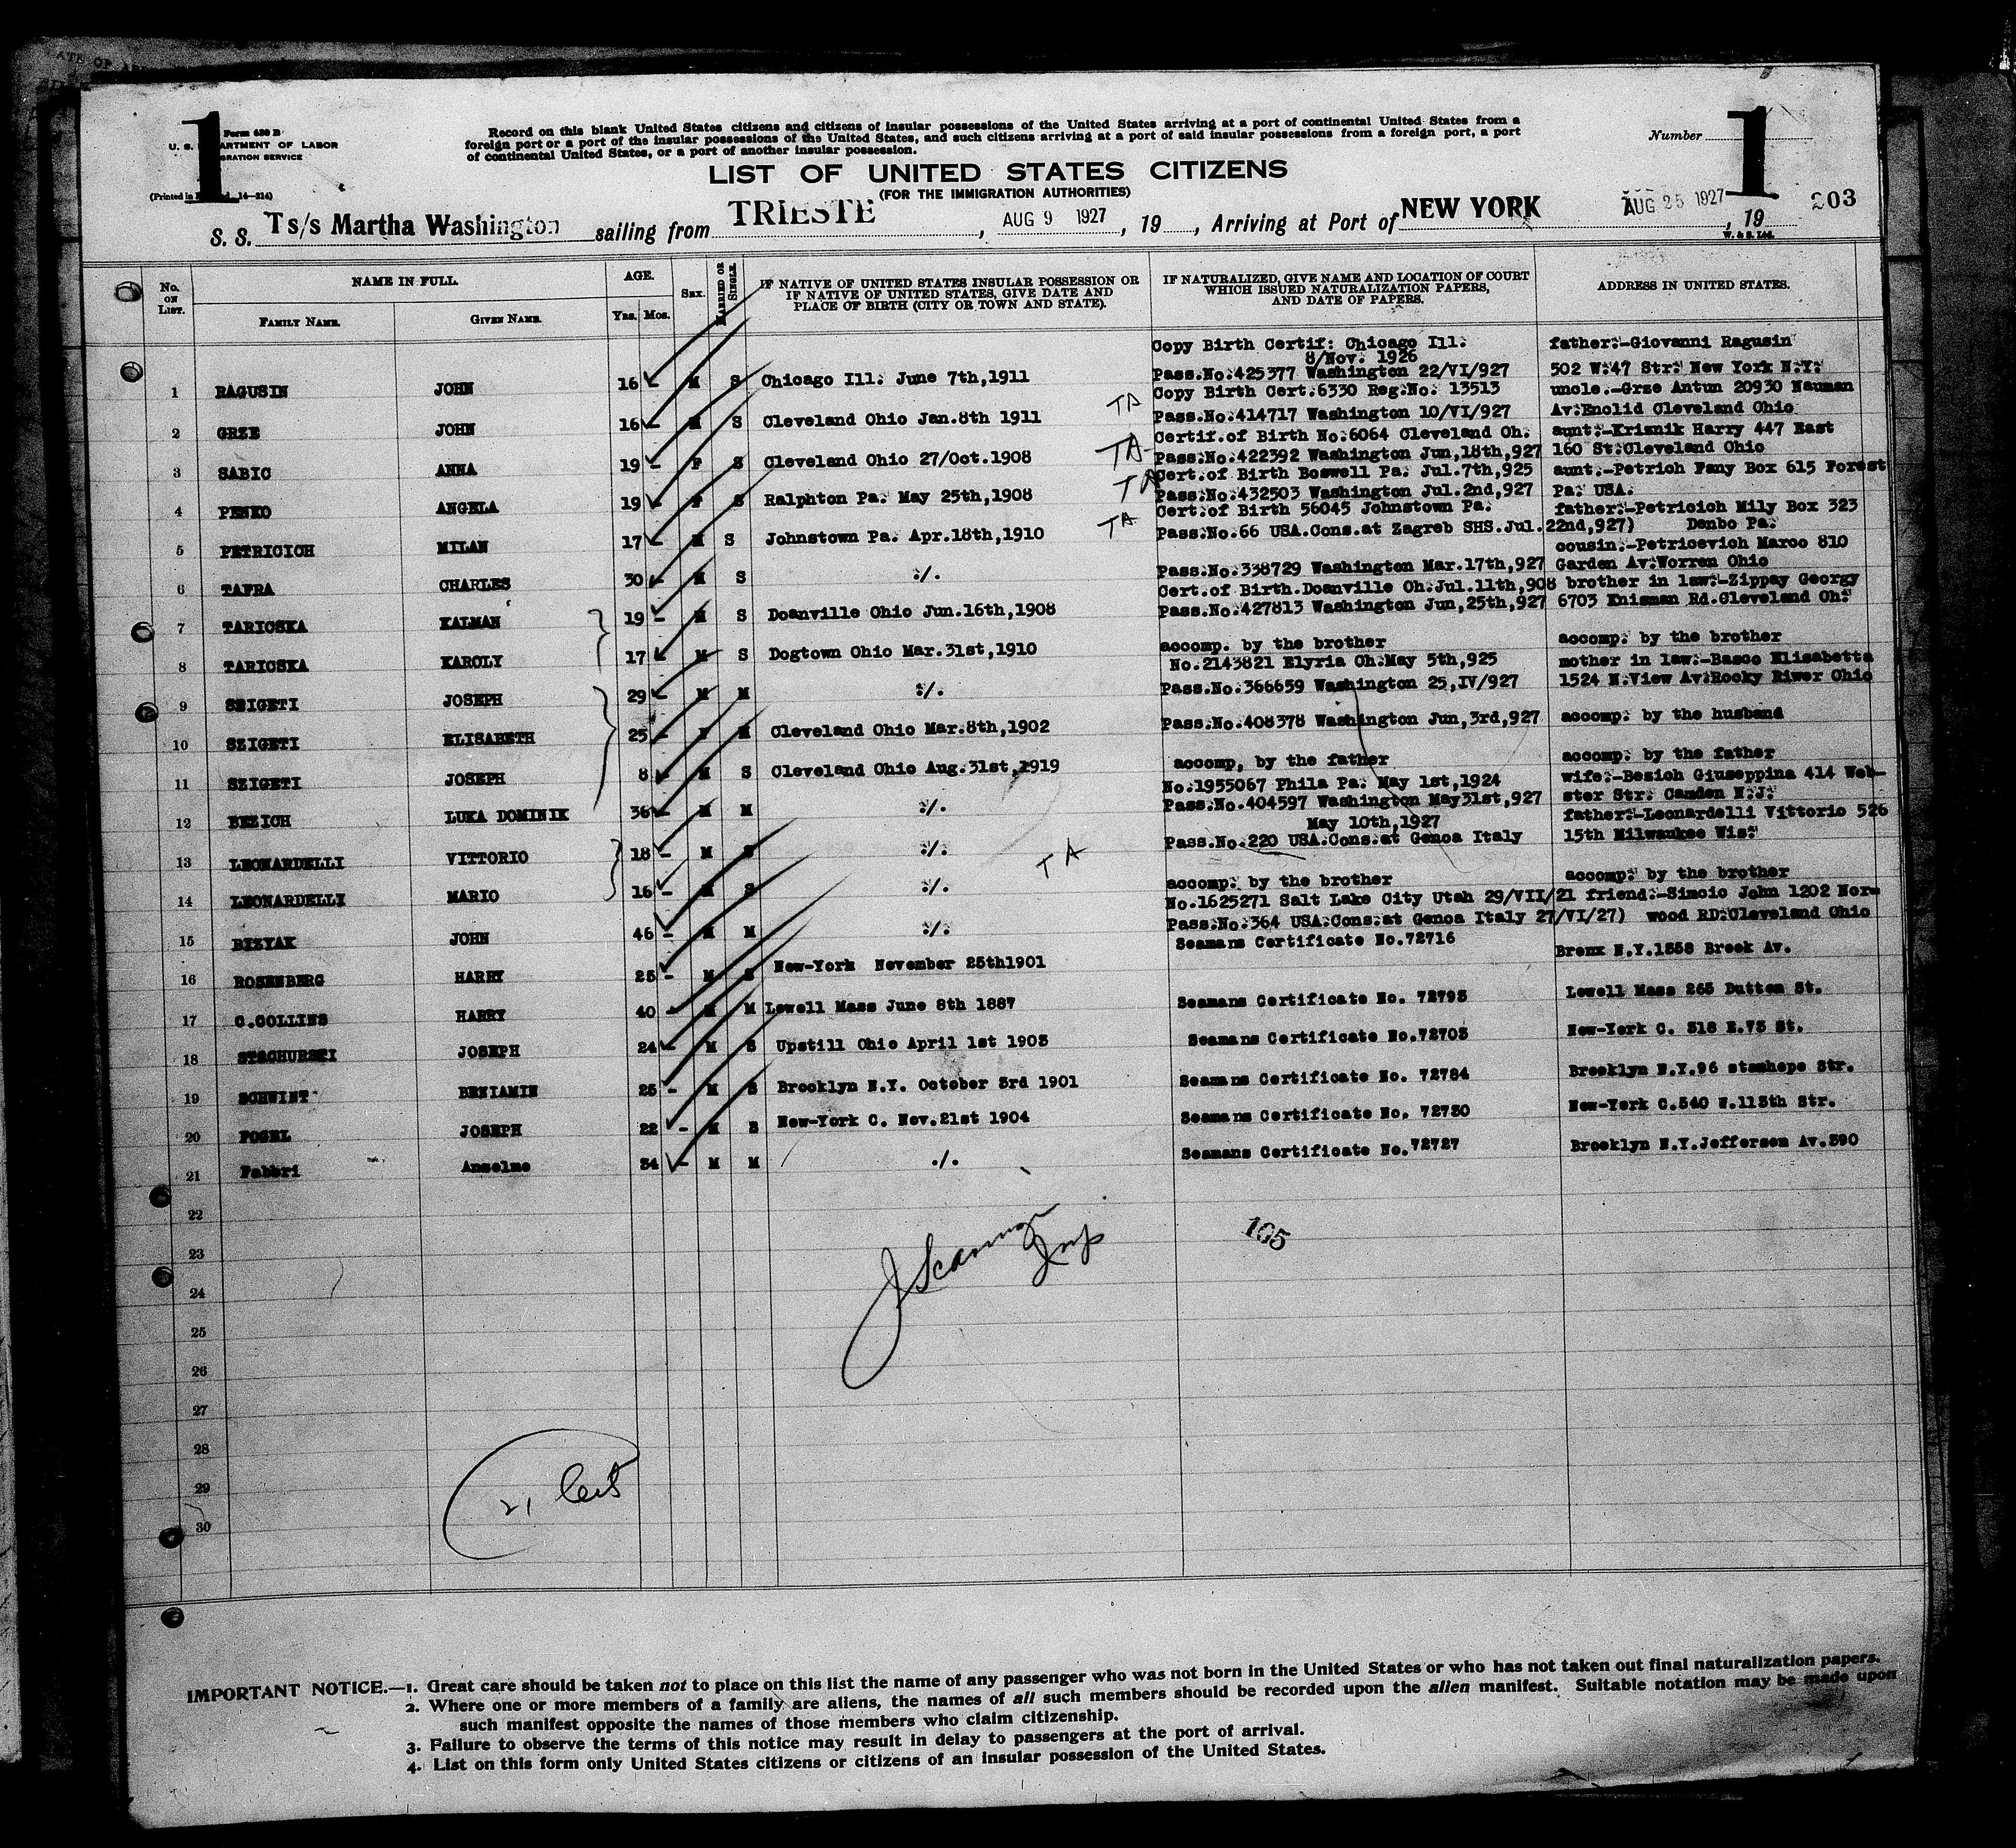 1
Form 630 B
U. S. DEPARTMENT OF LABOR
IMMIGRATION SERVICE
(Printed in 14—214)
Record on this blank United States citizens and citizens of insular possessions of the United States arriving at a port of continental United States from a
foreign port or a port of the insular possessions of the United States, and such citizens arriving at a port of said insular possessions from a foreign port, a port
of continental United States, or a port of another insular possession.
Number 1
LIST OF UNITED STATES CITIZENS
(FOR THE IMMIGRATION AUTHORITIES)
S. S. Ts/s Martha Washington sailing from TRIESTE, AUG 9 1927, 19, Arriving at Port of NEW YORK AUG 25 1927, 19 203
W. & S. Ltd.
No. ON LIST. NAME IN FULL. AGE. SEX. MARRIED OR SINGLE. IF NATIVE OF UNITED STATES INSULAR POSSESSION OR IF NATIVE OF UNITED STATES, GIVE DATE AND PLACE OF BIRTH (CITY OR TOWN AND STATE). IF NATURALIZED, GIVE NAME AND LOCATION OF COURT WHICH ISSUED NATURALIZATION PAPERS, AND DATE OF PAPERS. ADDRESS IN UNITED STATES.
FAMILY NAME. GIVEN NAME. Yrs. Mos.
Copy Birth Certif: Chicago Ill. father:-Giovanni Ragusin
8/Nov. 1926
1 RAGUSIN JOHN 16 - M S Chicago Ill. June 7th,1911 Pass.No.425377 Washington 22/VI/927 502 W.47 Str. New York N.Y.
Copy Birth Cert.6330 Reg.No. 13513 uncle.-Grze Antun 20930 Nauman
2 GRZE JOHN 16 - M S Cleveland Ohio Jan.8th 1911 TA Pass.No.414717 Washington 10/VI/927 Av.Enclid Cleveland Ohio
Certif.of Birth No.6064 Cleveland Oh. aunt.-Kriznik Harry 447 East
3 SABIC ANNA 19 - F S Cleveland Ohio 27/Oct.1908 TA- Pass.No.422392 Washington Jun,18th,927 160 St.Cleveland Ohio
Cert.of Birth Boswell Pa. Jul.7th,925 aunt.-Petrich Fany Box 615 Forest
4 PENKO ANGELA 19 - F S Ralphton Pa. May 25th,1908 TA Pass.No.432503 Washington Jul.2nd,927 Pa. USA.
Cert.of Birth 56045 Johnstown Pa. father.-Petricich Mily Box 323
5 PETRICICH MILAN 17 - M S Johnstown Pa. Apr.18th,1910 TA Pass.No.66 USA.Cons.at Zagreb SHS.Jul.22nd,927) Denbo Pa.
cousin.-Petricevich Marco 810
6 TAFRA CHARLES 30 - M S :/. Pass.No.338729 Washington Mar.17th,927 Garden Av.Worren Ohio
Cert.of Birth.Doanville Oh.Jul.11th,908 brother in law.-Zippay Georgy
7 TARICSKA KALMAN 19 - M S Doanville Ohio Jun.16th,1908 Pass.No.427813 Washington Jun,25th,927 6703 Knisman Rd.Cleveland Oh.
8 TARICSKA KAROLY 17 - M S Dogtown Ohio Mar.31st,1910 accomp. by the brother accomp. by the brother
No.2143821 Elyria Oh.May 5th,925 mother in law.-Basco Elisabetta
9 SZIGETI JOSEPH 29 - M M :/. Pass.No.366659 Washington 25,IV/927 1524 N.View Av.Rocky River Ohio
10 SZIGETI ELISABETH 25 - F M Cleveland Ohio Mar.8th,1902 Pass.No.408378 Washington Jun,3rd,927 accomp. by the husband
11 SZIGETI JOSEPH 8 - M S Cleveland Ohio Aug.31st,1919 accomp, by the father accomp. by the father
No.1955067 Phila Pa. May 1st,1924 wife.-Bezich Giuseppina 414 Web-
12 BEZICH LUKA DOMINIK 36 - M M :/. Pass.No.404597 Washington May31st,927 ster Str. Camden N.J.
May 10th,1927 father.-Leonardelli Vittorio 526
13 LEONARDELLI VITTORIO 18 - M S :/. TA Pass.No.220 USA.Cons.at Genoa Italy 15th Milwaukee Wis.
14 LEONARDELLI MARIO 16 - M S :/. accomp. by the brother accomp. by the brother
No.1625271 Salt Lake City Utah 29/VII/21 friend.-Simcic John 1202 Nor-
15 BIZYAK JOHN 46 - M M :/. Pass.No.364 USA.Cons.at Genoa Italy 27/VI/27) wood RD.Cleveland Ohio
16 ROSENBERG HARRY 25 - M S New-York November 25th1901 Seamans Certificate No.72716 Bronx N.Y.1558 Brook Av.
17 C.COLLINS HARRY 40 - M M Lowell Mass June 8th 1887 Seamans Certificate No. 72795 Lowell Mass 265 Dutton St.
18 JOSEPH 24 - M S Upstill Ohio April 1st 1903 Seamans Certificate No.72703 New-York C. 318 E.73 St.
19 SCHWINT BENIAMIN 25 - M S Brooklyn N.Y. October 3rd 1901 Seamans Certificate No. 72784 Brooklyn N.Y.96 stanhope Str.
20 FOGEL JOSEPH 22 - M S New-York C. Nov.21st 1904 Seamans Certificate No. 72730 New-York C.540 W.113th Str.
21 Fabbri Anselmo 34 - M M ./. Seamans Certificate No.72727 Brooklyn N.Y.Jefferson Av.390
22
23
24
25
26
27
28
29
30
Insp
105
21
IMPORTANT NOTICE.—1. Great care should be taken not to place on this list the name of any passenger who was not born in the United States or who has not taken out final naturalization papers.
2. Where one or more members of a family are aliens, the names of all such members should be recorded upon the alien manifest. Suitable notation may be made upon
such manifest opposite the names of those members who claim citizenship.
3. Failure to observe the terms of this notice may result in delay to passengers at the port of arrival.
4. List on this form only United States citizens or citizens of an insular possession of the United States.